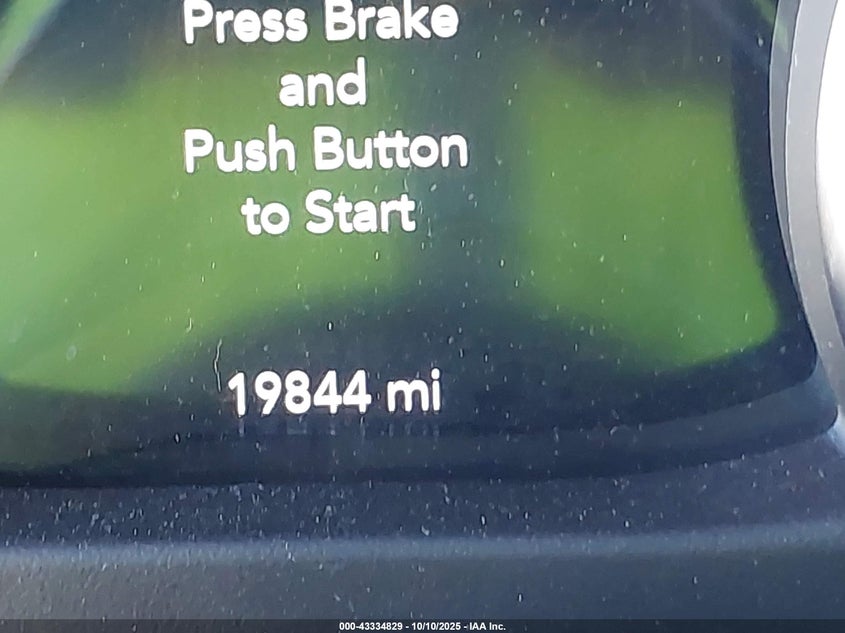 Press Brake
and
Push Button
to Start
19844 mi
000-43334829 - 10/10/2025 - IAA Inc.